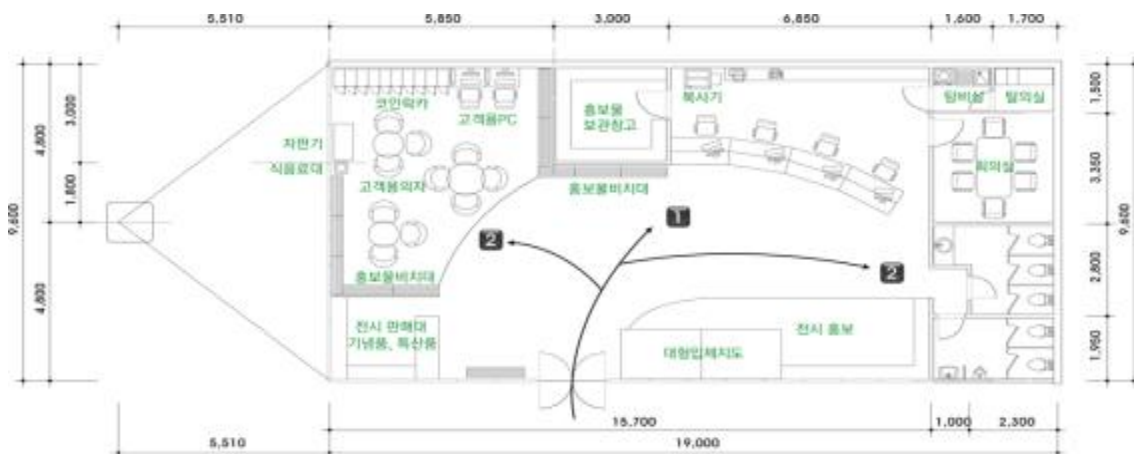 5,510 5,850 3,000 6,850 1,600 1,700
코인락카
고객용PC
홍보물
보관창고
복사기
탕비실
탈의실
자판기
식음료대
고객용의자
홍보물비치대
회의실
1
2
2
홍보물비치대
전시 판매대
기념품, 특산품
대형입체지도
전시 홍보
9,600
4,800
4,800
3,000
1,800
1,500
3,350
2,800
1,950
9,600
15,700 1,000 2,300
5,510 19,000